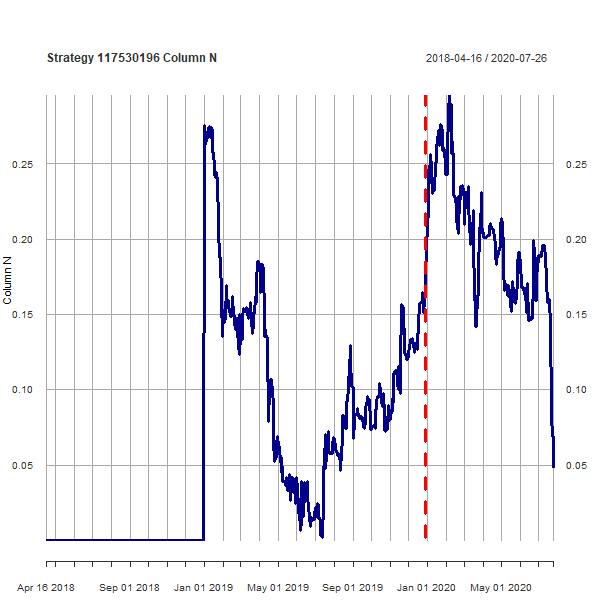 Strategy 117530196 Column N
2018-04-16 / 2020-07-26
0.25
0.25
0.20
0.20
Column N
0.15
0.15
0.10
0.10
0.05
0.05
Apr 16 2018
Sep 01 2018
Jan 01 2019
May 01 2019
Sep 01 2019
Jan 01 2020
May 01 2020